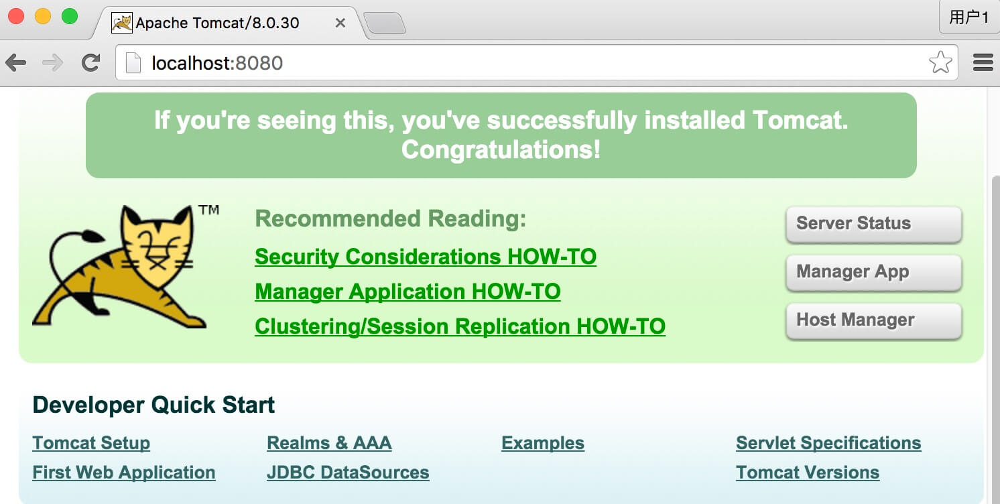 Apache Tomcat/8.0.30
用户1
localhost:8080
If you're seeing this, you've successfully installed Tomcat.
Congratulations!
TM
Recommended Reading:
Security Considerations HOW-TO
Manager Application HOW-TO
Clustering/Session Replication HOW-TO
Server Status
Manager App
Host Manager
Developer Quick Start
Tomcat Setup
Realms & AAA
Examples
Servlet Specifications
First Web Application
JDBC DataSources
Tomcat Versions